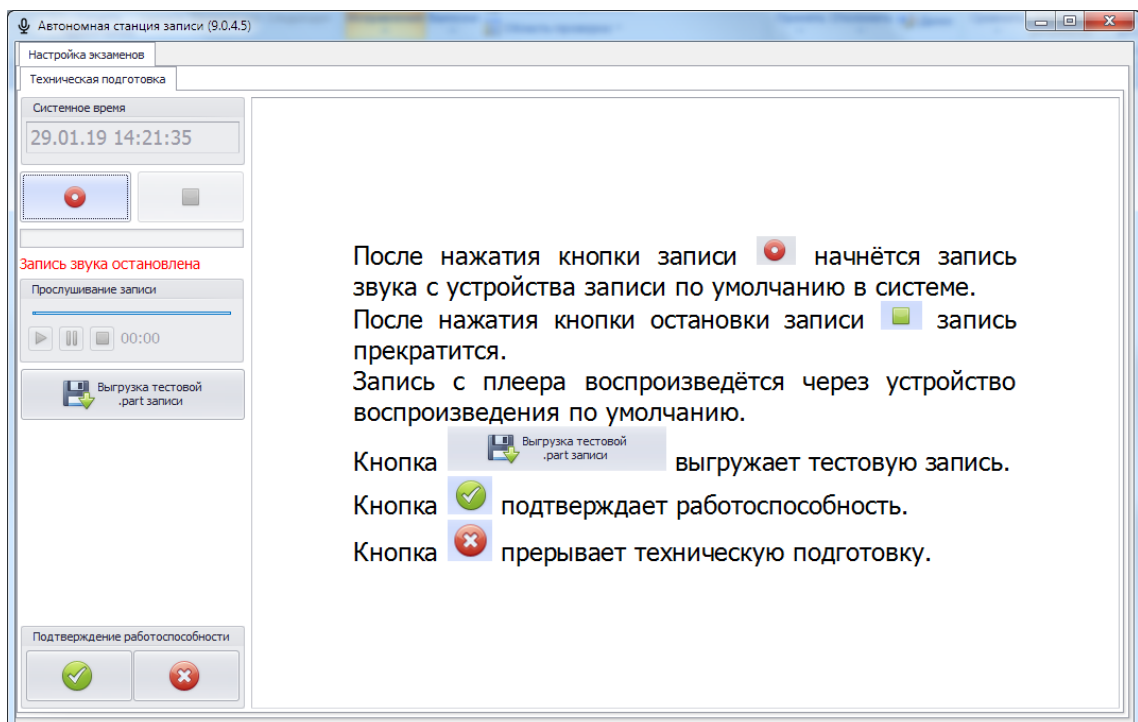 Автономная станция записи (9.0.4.5)
Настройка экзаменов
Техническая подготовка
Системное время
29.01.19 14:21:35
Запись звука остановлена
Прослушивание записи
00:00
Выгрузка тестовой
.part записи
Подтверждение работоспособности
После нажатия кнопки записи начнётся запись
звука с устройства записи по умолчанию в системе.
После нажатия кнопки остановки записи запись
прекратится.
Запись с плеера воспроизведётся через устройство
воспроизведения по умолчанию.
Кнопка Выгрузка тестовой .part записи выгружает тестовую запись.
Кнопка подтверждает работоспособность.
Кнопка прерывает техническую подготовку.